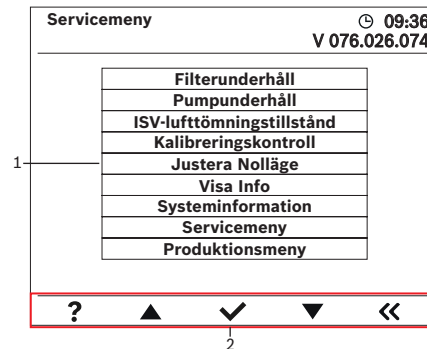 Servicemeny 09:36
V 076.026.074
Filterunderhåll
Pumpunderhåll
ISV-lufttömningstillstånd
Kalibreringskontroll
1 Justera Nolläge
Visa Info
Systeminformation
Servicemeny
Produktionsmeny
?
2